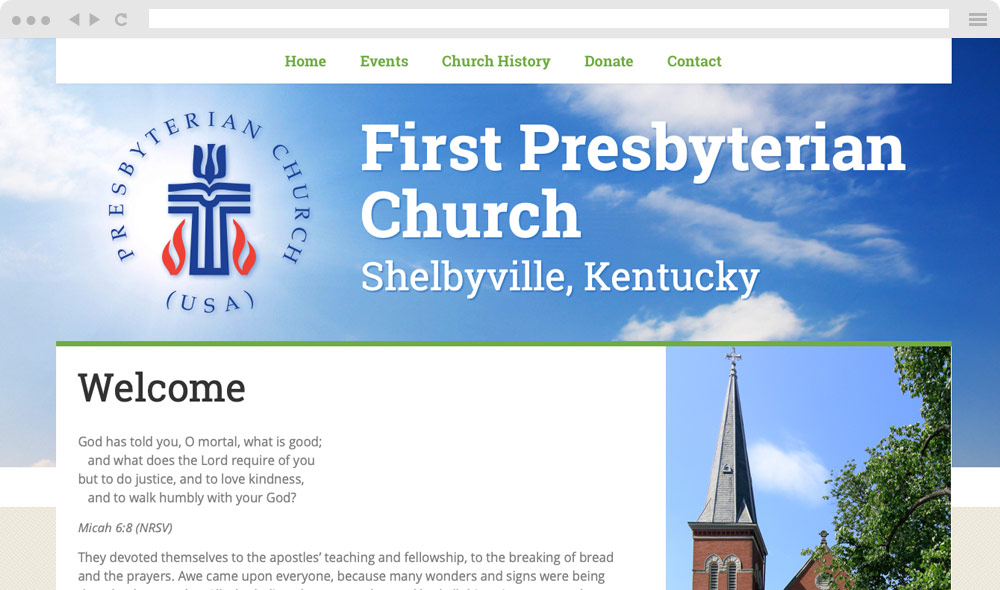 Home Events Church History Donate Contact
PRESBYTERIAN CHURCH
(USA)
First Presbyterian
Church
Shelbyville, Kentucky
Welcome
God has told you, O mortal, what is good;
and what does the Lord require of you
but to do justice, and to love kindness,
and to walk humbly with your God?
Micah 6:8 (NRSV)
They devoted themselves to the apostles’ teaching and fellowship, to the breaking of bread
and the prayers. Awe came upon everyone, because many wonders and signs were being